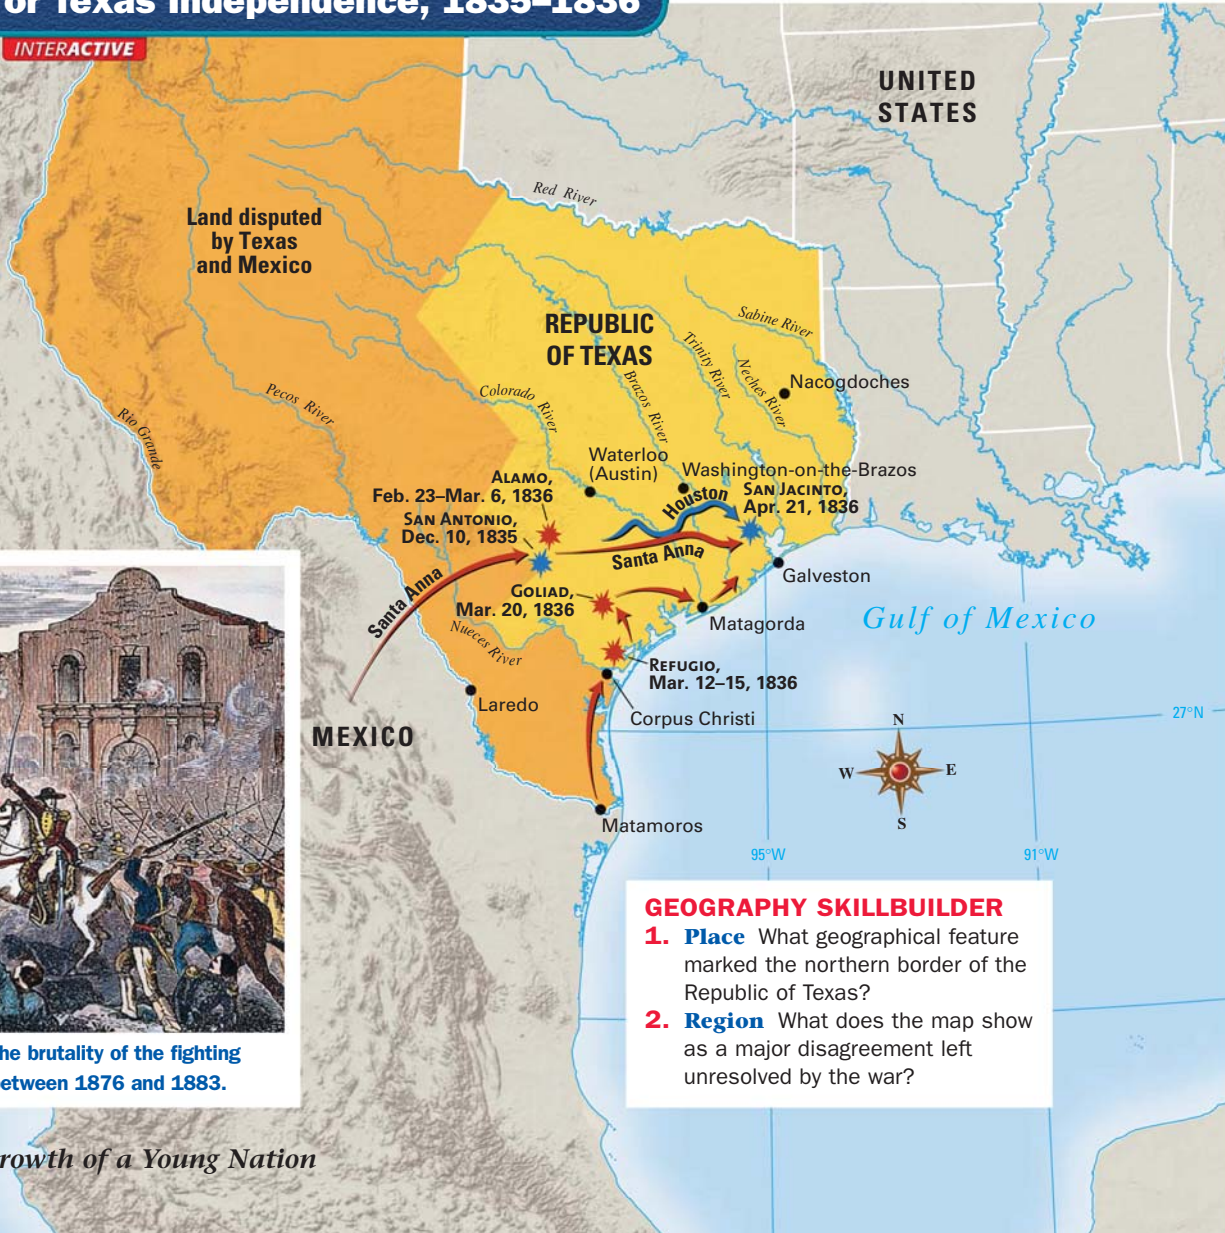 or Texas Independence, 1835–1836
INTERACTIVE
UNITED
STATES
Red River
Land disputed
by Texas
and Mexico
REPUBLIC
OF TEXAS
Sabine River
Trinity River
Neches River
Nacogdoches
Brazos River
Colorado River
Pecos River
Rio Grande
Waterloo
(Austin)
Washington-on-the-Brazos
ALAMO,
Feb. 23–Mar. 6, 1836
SAN JACINTO,
Apr. 21, 1836
Houston
SAN ANTONIO,
Dec. 10, 1835
Santa Anna
Santa Anna
Galveston
GOLIAD,
Mar. 20, 1836
Matagorda
Gulf of Mexico
Nueces River
REFUGIO,
Mar. 12–15, 1836
Laredo
Corpus Christi
MEXICO
27°N
N
W
E
S
Matamoros
95°W
91°W
GEOGRAPHY SKILLBUILDER
1. Place What geographical feature
marked the northern border of the
Republic of Texas?
2. Region What does the map show
as a major disagreement left
unresolved by the war?
he brutality of the fighting
etween 1876 and 1883.
rowth of a Young Nation